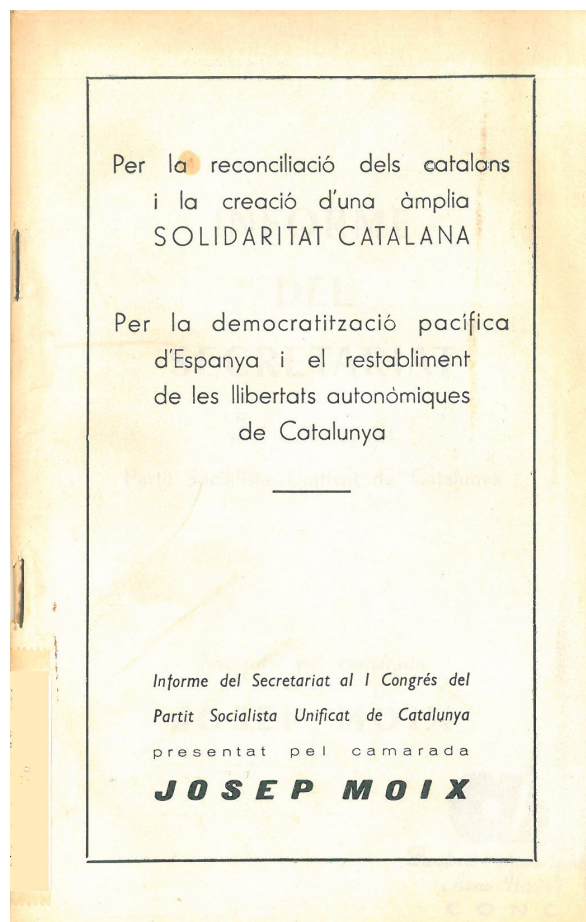 Per la reconciliació dels catalans
i la creació d'una àmplia
SOLIDARITAT CATALANA
Per la democratització pacífica
d'Espanya i el restabliment
de les llibertats autonòmiques
de Catalunya
Informe del Secretariat al I Congrés del
Partit Socialista Unificat de Catalunya
presentat pel camarada
JOSEP MOIX